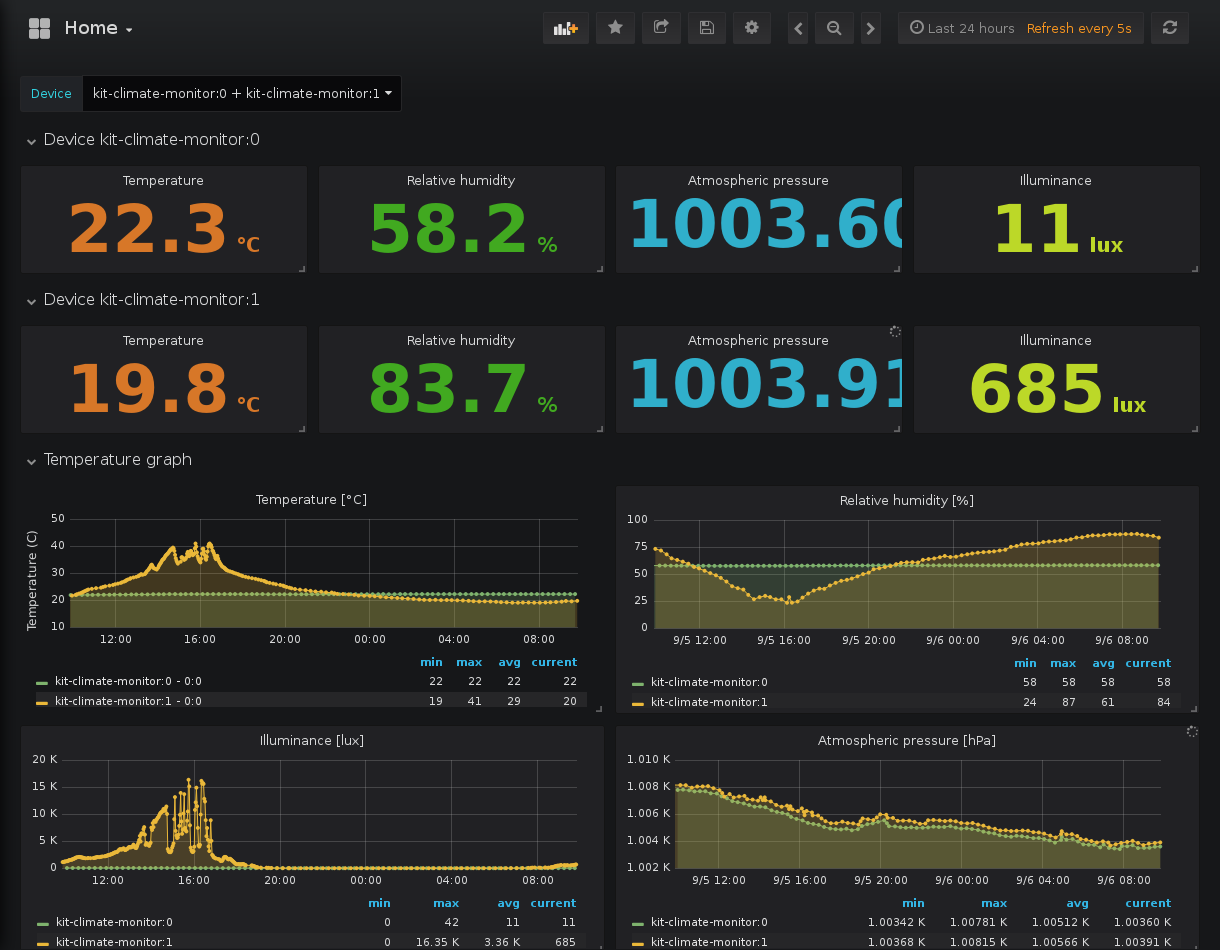 Home
Last 24 hours Refresh every 5s
Device kit-climate-monitor:0 + kit-climate-monitor:1
Device kit-climate-monitor:0
Temperature Relative humidity Atmospheric pressure Illuminance
22.3 °C 58.2 % 1003.60 11 lux
Device kit-climate-monitor:1
Temperature Relative humidity Atmospheric pressure Illuminance
19.8 °C 83.7 % 1003.91 685 lux
Temperature graph
Temperature [°C]
Temperature (C)
50
40
30
20
10
12:00 16:00 20:00 00:00 04:00 08:00
min max avg current
kit-climate-monitor:0 - 0:0 22 22 22 22
kit-climate-monitor:1 - 0:0 19 41 29 20
Relative humidity [%]
100
75
50
25
0
9/5 12:00 9/5 16:00 9/5 20:00 9/6 00:00 9/6 04:00 9/6 08:00
min max avg current
kit-climate-monitor:0 58 58 58 58
kit-climate-monitor:1 24 87 61 84
Illuminance [lux]
20 K
15 K
10 K
5 K
0
12:00 16:00 20:00 00:00 04:00 08:00
min max avg current
kit-climate-monitor:0 0 42 11 11
kit-climate-monitor:1 0 16.35 K 3.36 K 685
Atmospheric pressure [hPa]
1.010 K
1.008 K
1.006 K
1.004 K
1.002 K
9/5 12:00 9/5 16:00 9/5 20:00 9/6 00:00 9/6 04:00 9/6 08:00
min max avg current
kit-climate-monitor:0 1.00342 K 1.00781 K 1.00512 K 1.00360 K
kit-climate-monitor:1 1.00368 K 1.00815 K 1.00566 K 1.00391 K